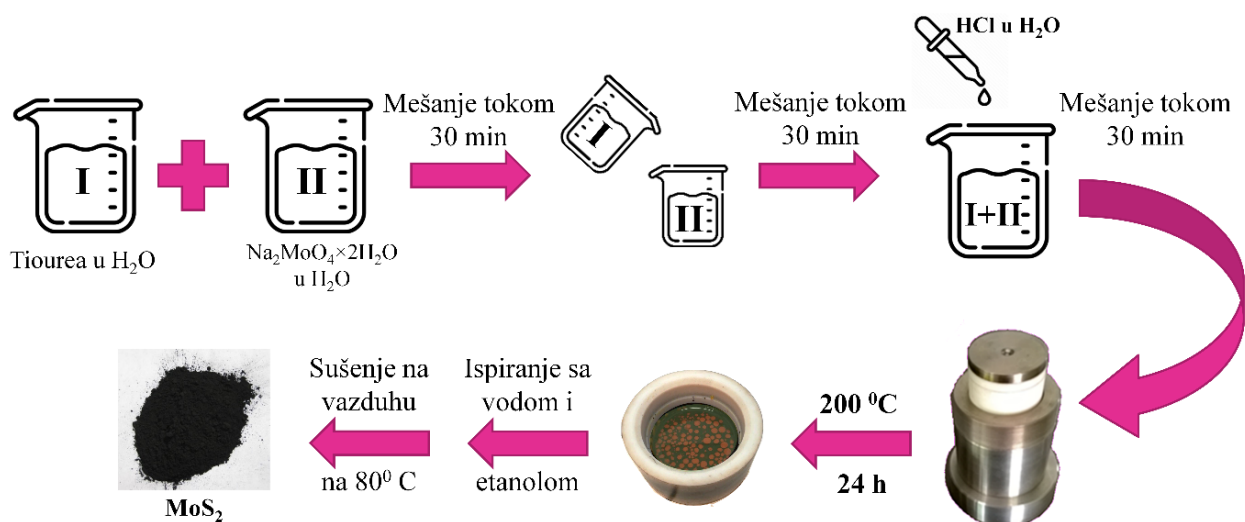 HCl u H₂O
I
II
Mešanje tokom
30 min
I
II
Mešanje tokom
30 min
I+II
Mešanje tokom
30 min
Tiourea u H₂O
Na₂MoO₄×2H₂O
u H₂O
200 ⁰C
24 h
Ispiranje sa
vodom i
etanolom
Sušenje na
vazduhu
na 80⁰ C
MoS₂